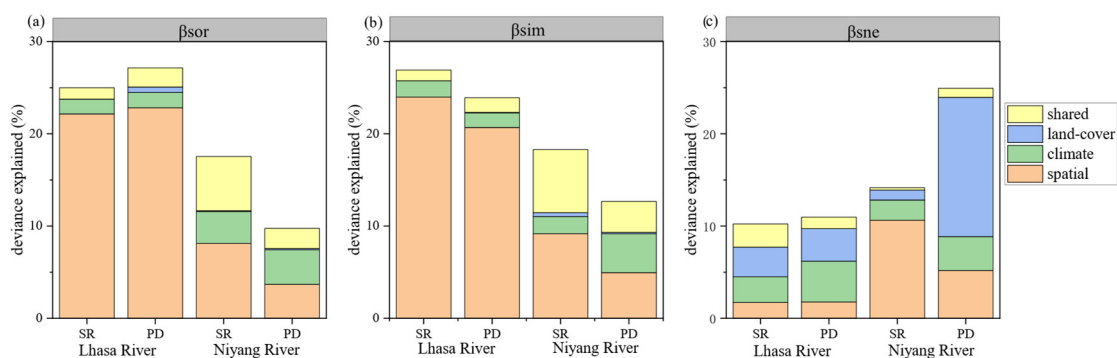 (a)
βsor
30
20
10
0
deviance explained (%)
SR PD SR PD
Lhasa River Niyang River
(b)
βsim
30
20
10
0
deviance explained (%)
SR PD SR PD
Lhasa River Niyang River
(c)
βsne
30
20
10
0
deviance explained (%)
SR PD SR PD
Lhasa River Niyang River
shared
land-cover
climate
spatial